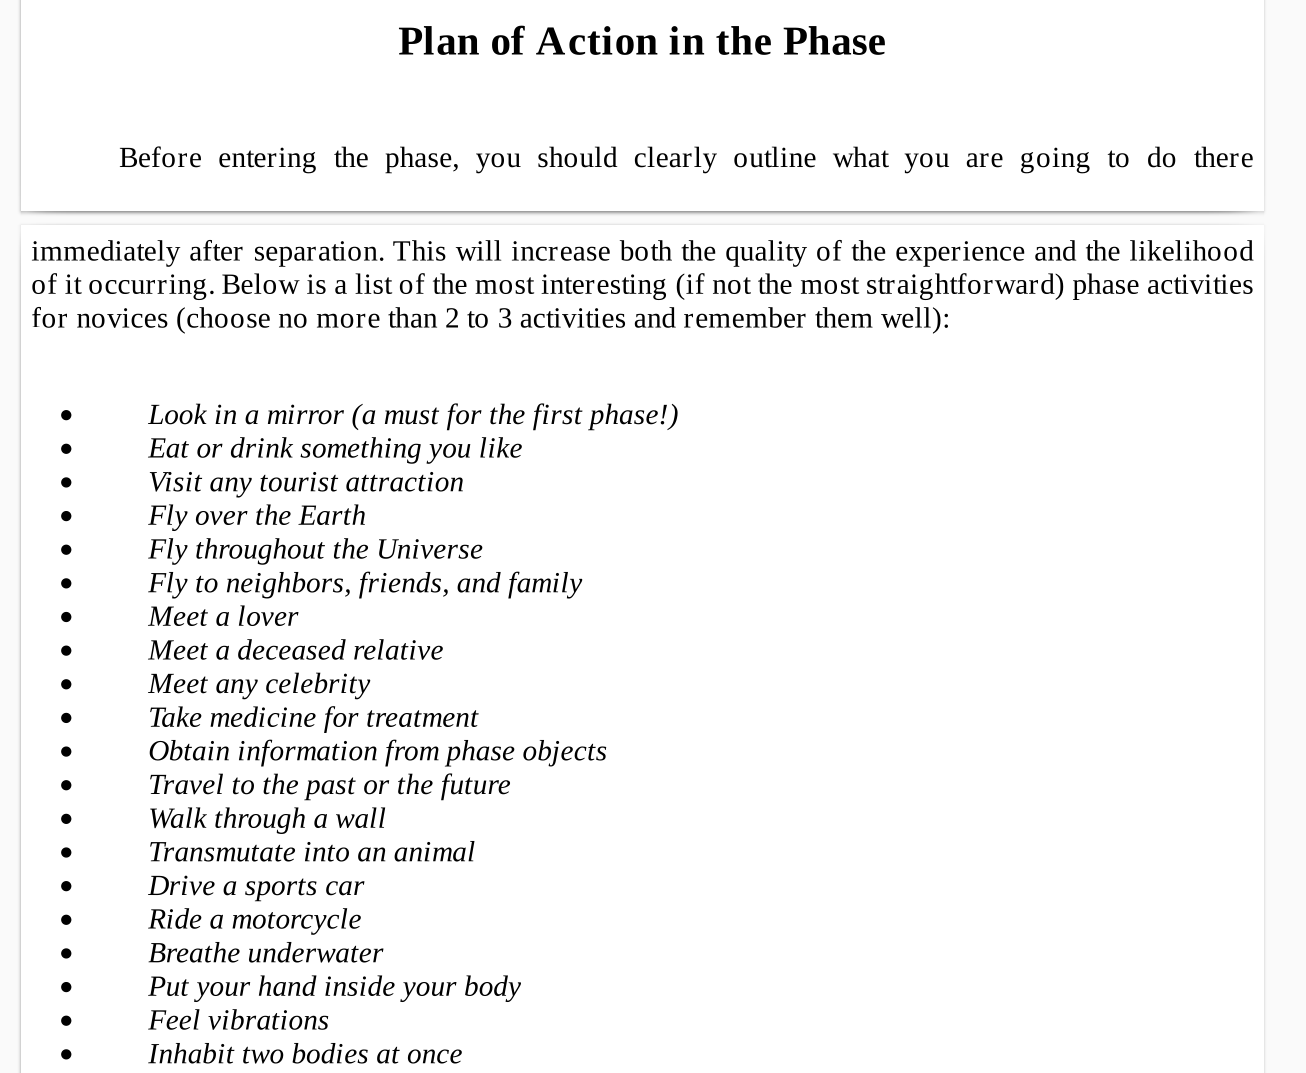 Plan of Action in the Phase
Before entering the phase, you should clearly outline what you are going to do there
immediately after separation. This will increase both the quality of the experience and the likelihood
of it occurring. Below is a list of the most interesting (if not the most straightforward) phase activities
for novices (choose no more than 2 to 3 activities and remember them well):
• Look in a mirror (a must for the first phase!)
• Eat or drink something you like
• Visit any tourist attraction
• Fly over the Earth
• Fly throughout the Universe
• Fly to neighbors, friends, and family
• Meet a lover
• Meet a deceased relative
• Meet any celebrity
• Take medicine for treatment
• Obtain information from phase objects
• Travel to the past or the future
• Walk through a wall
• Transmutate into an animal
• Drive a sports car
• Ride a motorcycle
• Breathe underwater
• Put your hand inside your body
• Feel vibrations
• Inhabit two bodies at once